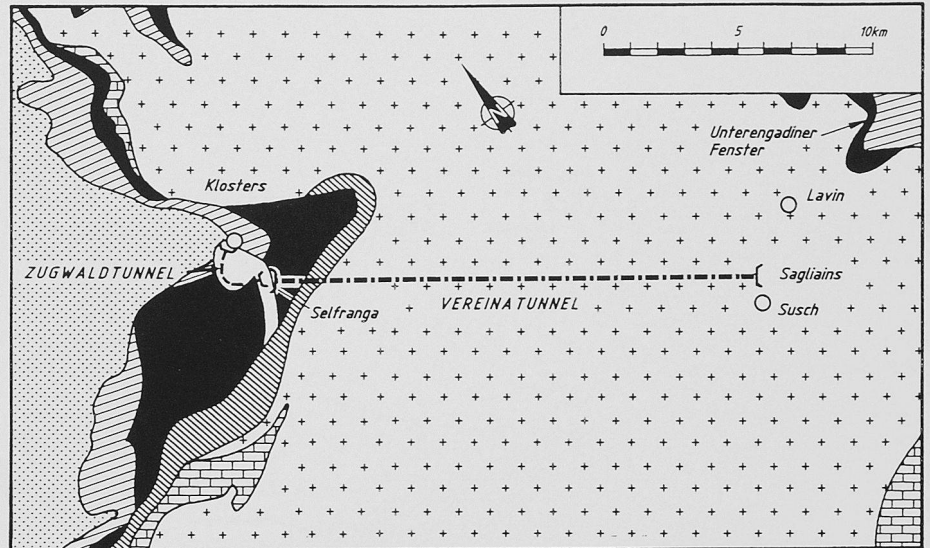 0 5 10km
N
Unterengadiner
Fenster
Klosters
Lavin
ZUGWALDTUNNEL
Sagliains
VEREINATUNNEL
Susch
Selfranga